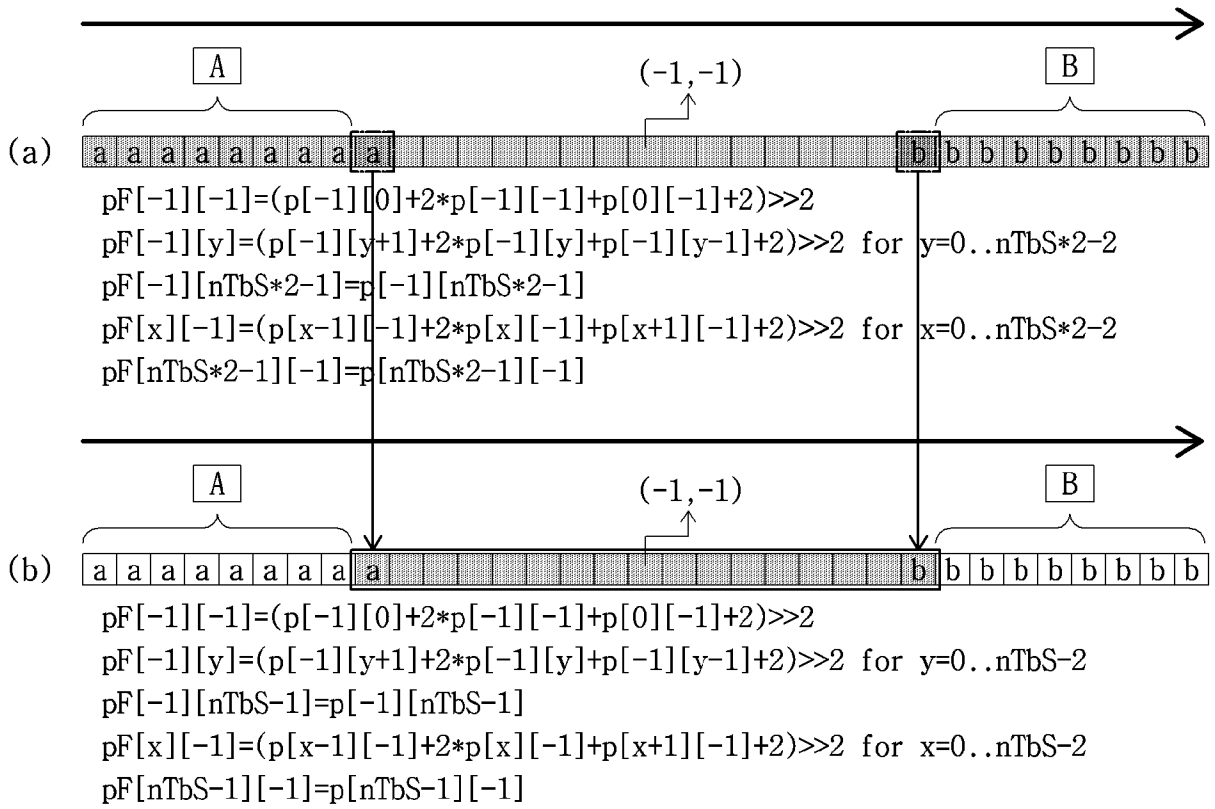 A (-1,-1) B
(a) a a a a a a a a a b b b b b b b b b
pF[-1][-1]=(p[-1][0]+2*p[-1][-1]+p[0][-1]+2)>>2
pF[-1][y]=(p[-1][y+1]+2*p[-1][y]+p[-1][y-1]+2)>>2 for y=0..nTbS*2-2
pF[-1][nTbS*2-1]=p[-1][nTbS*2-1]
pF[x][-1]=(p[x-1][-1]+2*p[x][-1]+p[x+1][-1]+2)>>2 for x=0..nTbS*2-2
pF[nTbS*2-1][-1]=p[nTbS*2-1][-1]
A (-1,-1) B
(b) a a a a a a a a a b b b b b b b b b
pF[-1][-1]=(p[-1][0]+2*p[-1][-1]+p[0][-1]+2)>>2
pF[-1][y]=(p[-1][y+1]+2*p[-1][y]+p[-1][y-1]+2)>>2 for y=0..nTbS-2
pF[-1][nTbS-1]=p[-1][nTbS-1]
pF[x][-1]=(p[x-1][-1]+2*p[x][-1]+p[x+1][-1]+2)>>2 for x=0..nTbS-2
pF[nTbS-1][-1]=p[nTbS-1][-1]